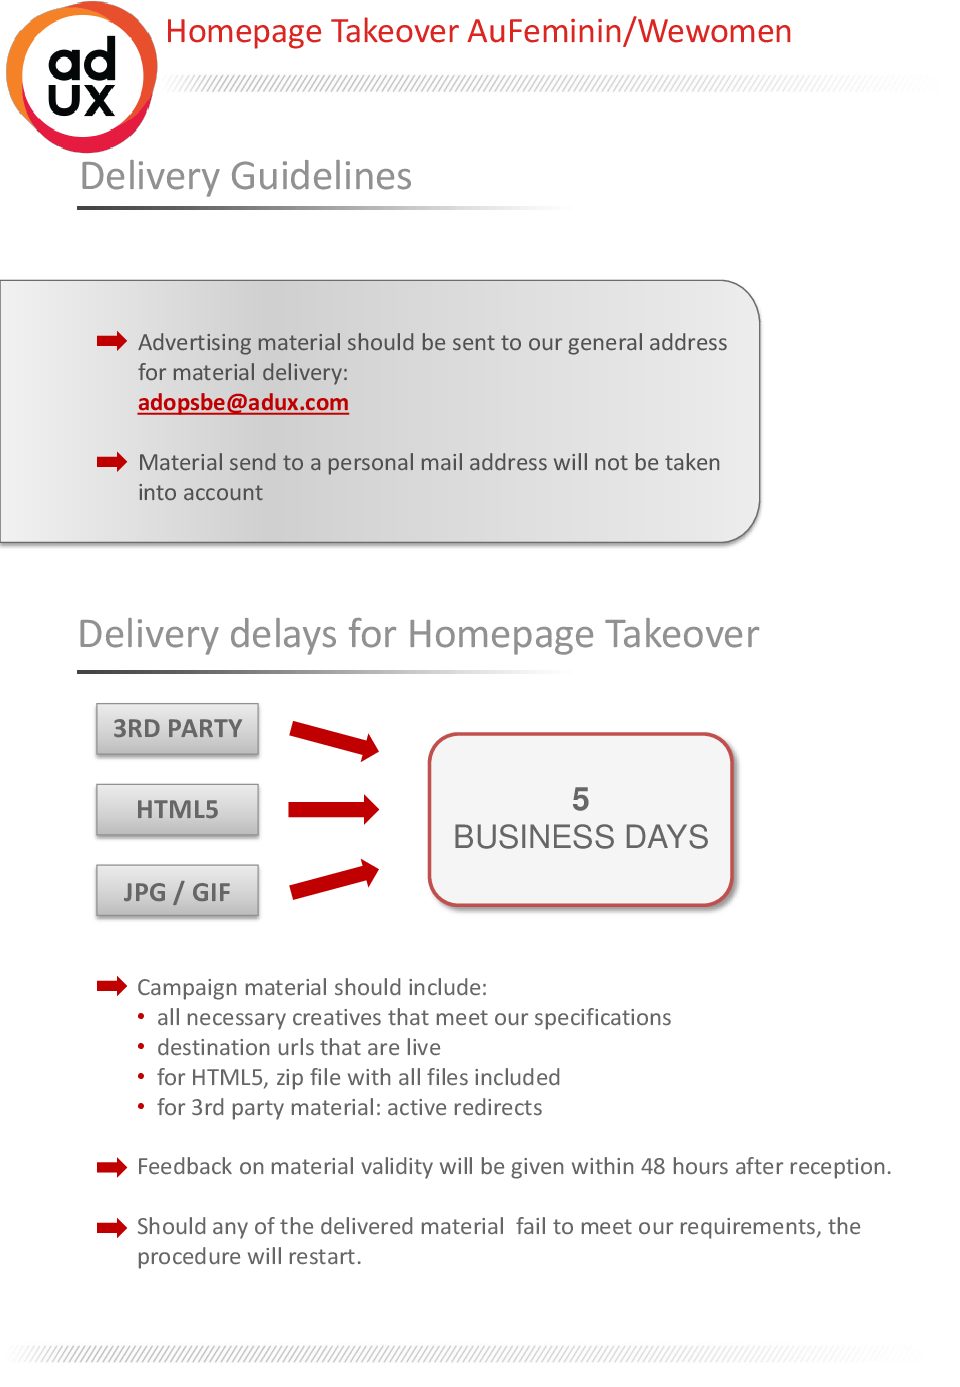 ad
ux
Homepage Takeover AuFeminin/Wewomen
Delivery Guidelines
Advertising material should be sent to our general address
for material delivery:
adopsbe@adux.com
Material send to a personal mail address will not be taken
into account
Delivery delays for Homepage Takeover
3RD PARTY
HTML5
JPG / GIF
5
BUSINESS DAYS
Campaign material should include:
• all necessary creatives that meet our specifications
• destination urls that are live
• for HTML5, zip file with all files included
• for 3rd party material: active redirects
Feedback on material validity will be given within 48 hours after reception.
Should any of the delivered material  fail to meet our requirements, the
procedure will restart.